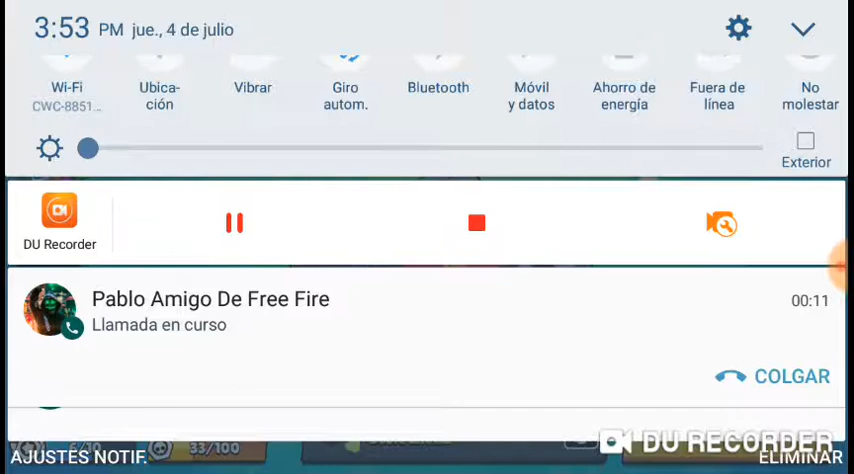 3:53 PM jue., 4 de julio
Wi-Fi
CWC-8851...
Ubica-
ción
Vibrar
Giro
autom.
Bluetooth
Móvil
y datos
Ahorro de
energía
Fuera de
línea
No
molestar
Exterior
DU Recorder
Pablo Amigo De Free Fire
00:11
Llamada en curso
COLGAR
6/10
33/100
DU RECORDER
AJUSTES NOTIF.
ELIMINAR